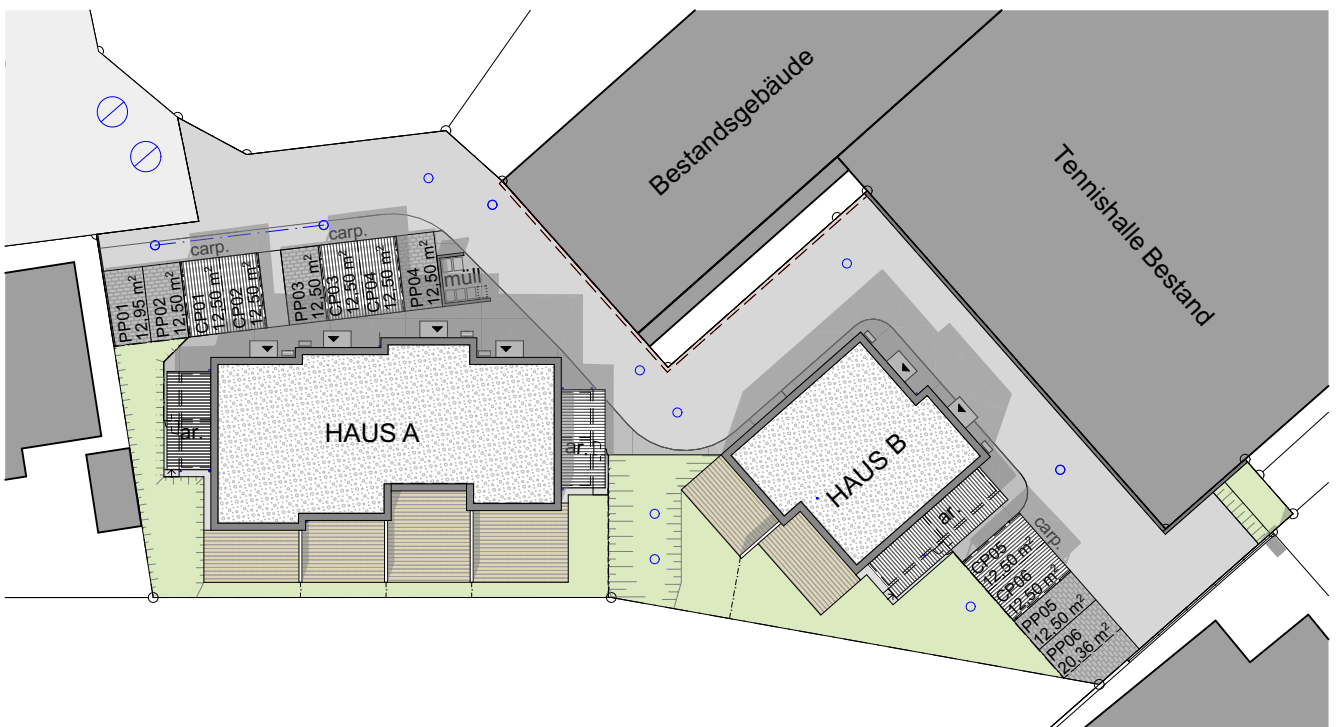 Bestandsgebäude
Tennishalle Bestand
carp.
carp.
PP01
12,95 m²
PP02
12,50 m²
CP01
12,50 m²
CP02
12,50 m²
PP03
12,50 m²
CP03
12,50 m²
CP04
12,50 m²
PP04
12,50 m²
müll
HAUS A
ar.
ar.
HAUS B
ar.
carp.
CP05
12,50 m²
CP06
12,50 m²
PP05
12,50 m²
PP06
20,36 m²